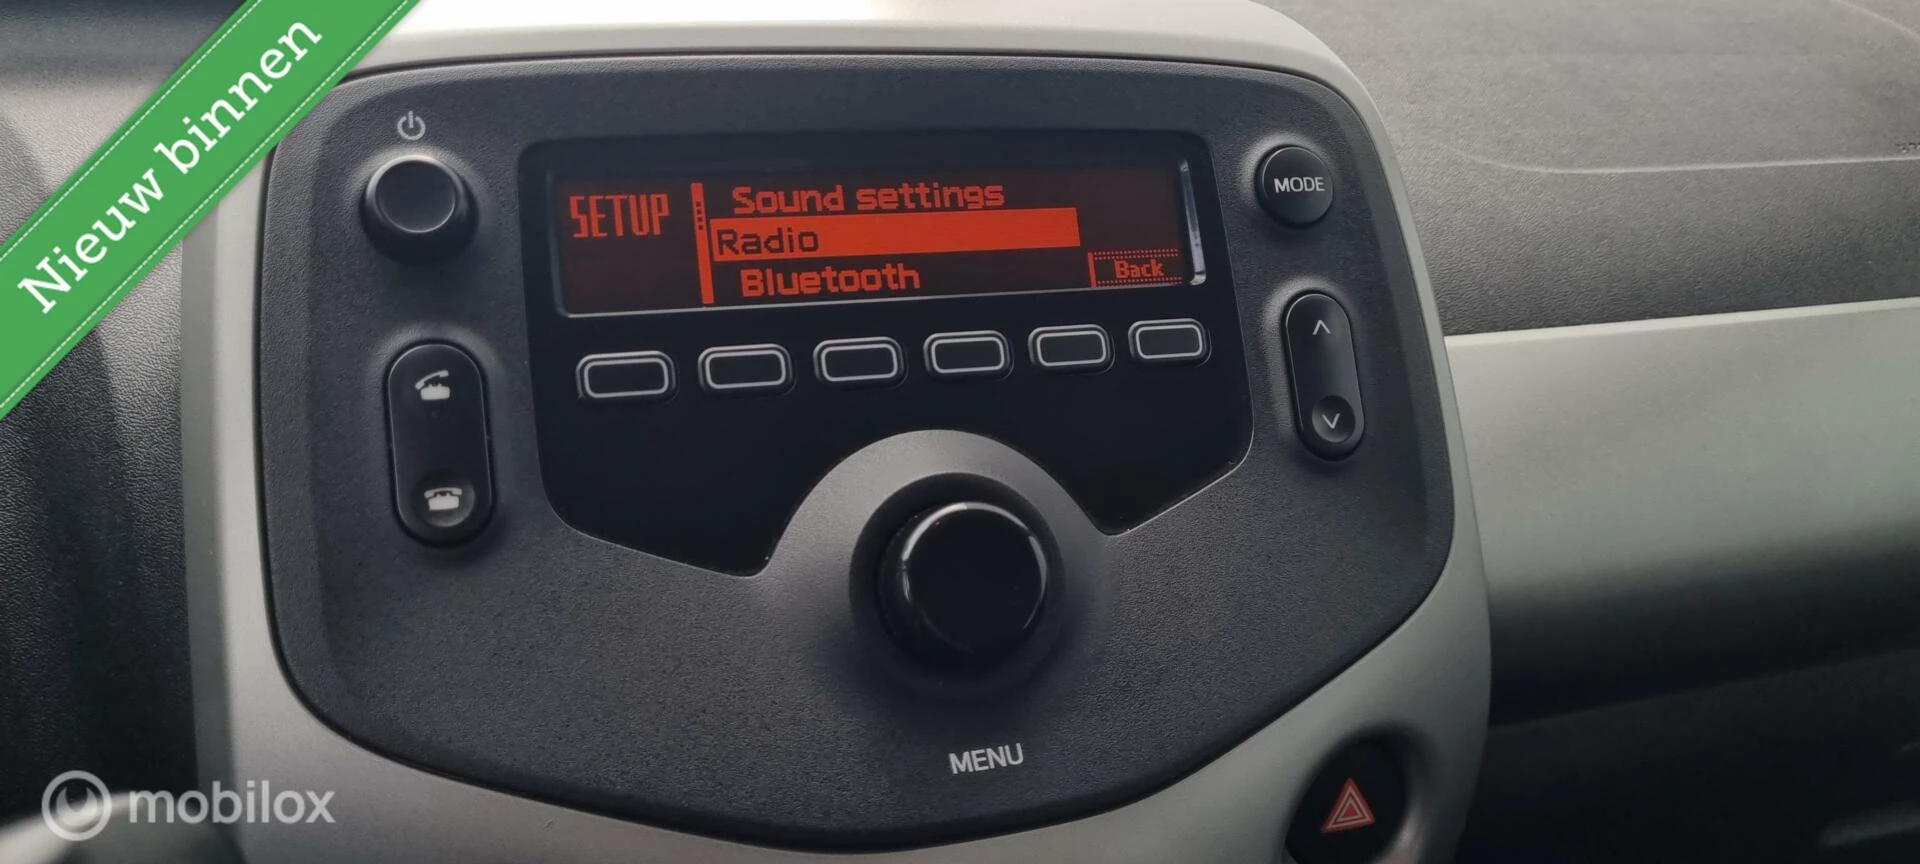 Nieuw binnen
MODE
SETUP
Sound settings
Radio
Bluetooth
Back
MENU
mobilox